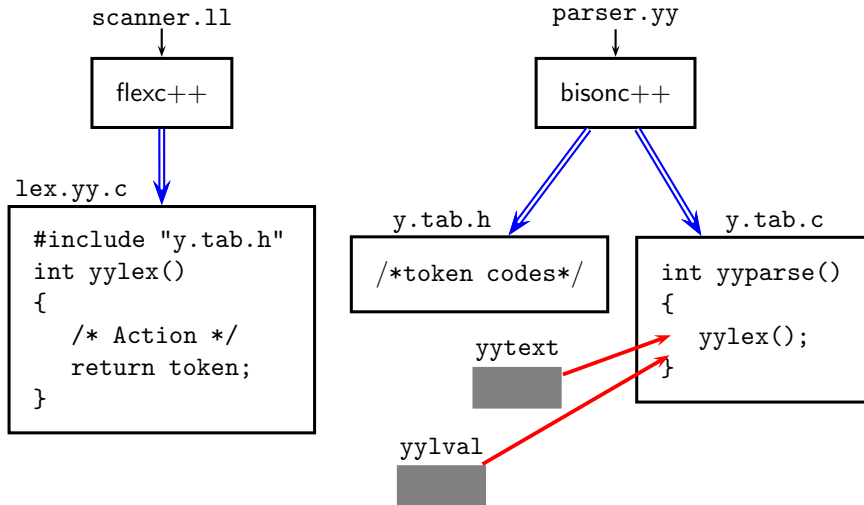 scanner.ll
flexc++
lex.yy.c
#include "y.tab.h"
int yylex()
{
/* Action */
return token;
}
parser.yy
bisonc++
y.tab.h
/*token codes*/
y.tab.c
int yyparse()
{
yylex();
}
yytext
yylval